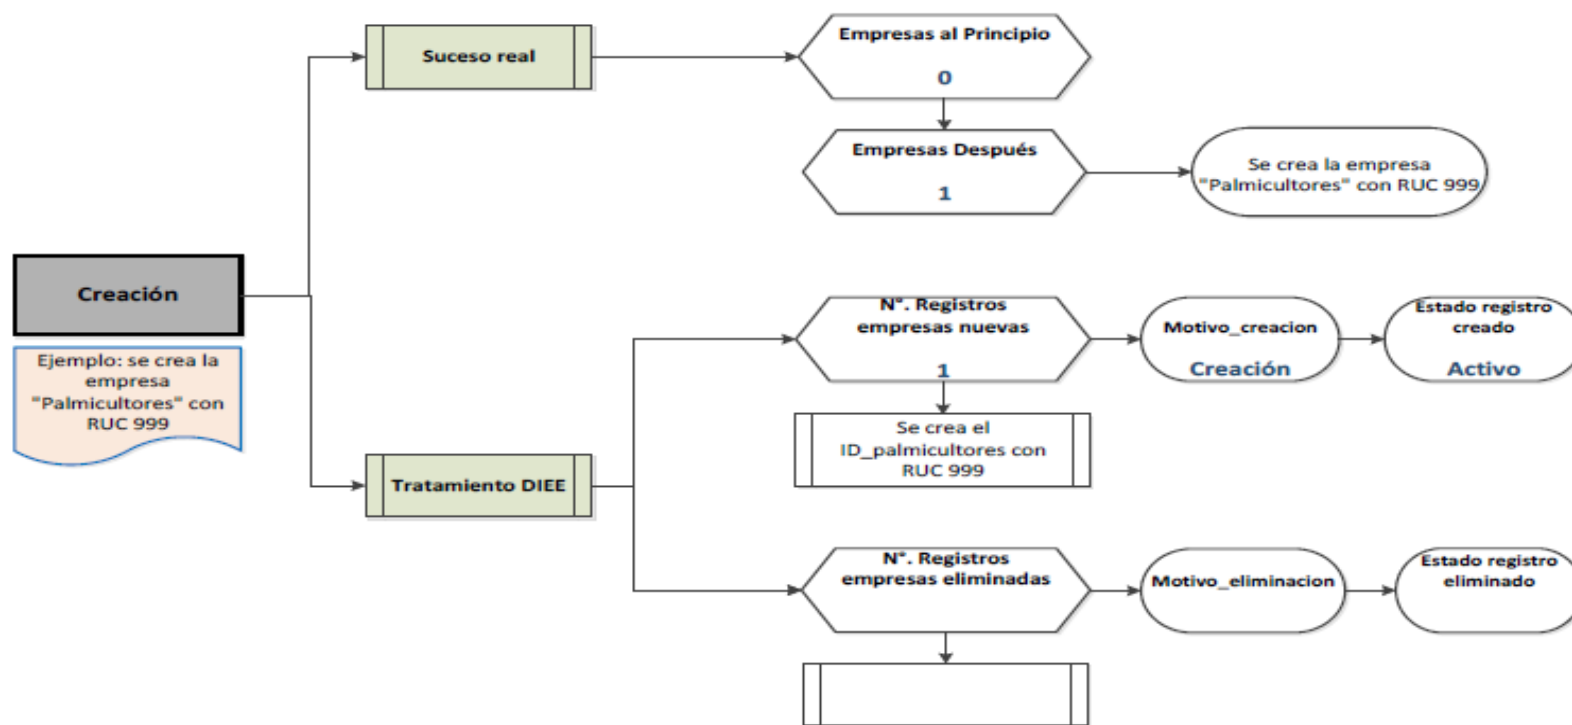 Suceso real
Empresas al Principio
0
Empresas Después
1
Se crea la empresa
"Palmicultores" con RUC 999
Creación
Ejemplo: se crea la
empresa
"Palmicultores" con
RUC 999
Tratamiento DIEE
N°. Registros
empresas nuevas
1
Motivo_creacion
Creación
Estado registro
creado
Activo
Se crea el
ID_palmicultores con
RUC 999
N°. Registros
empresas eliminadas
Motivo_eliminacion
Estado registro
eliminado